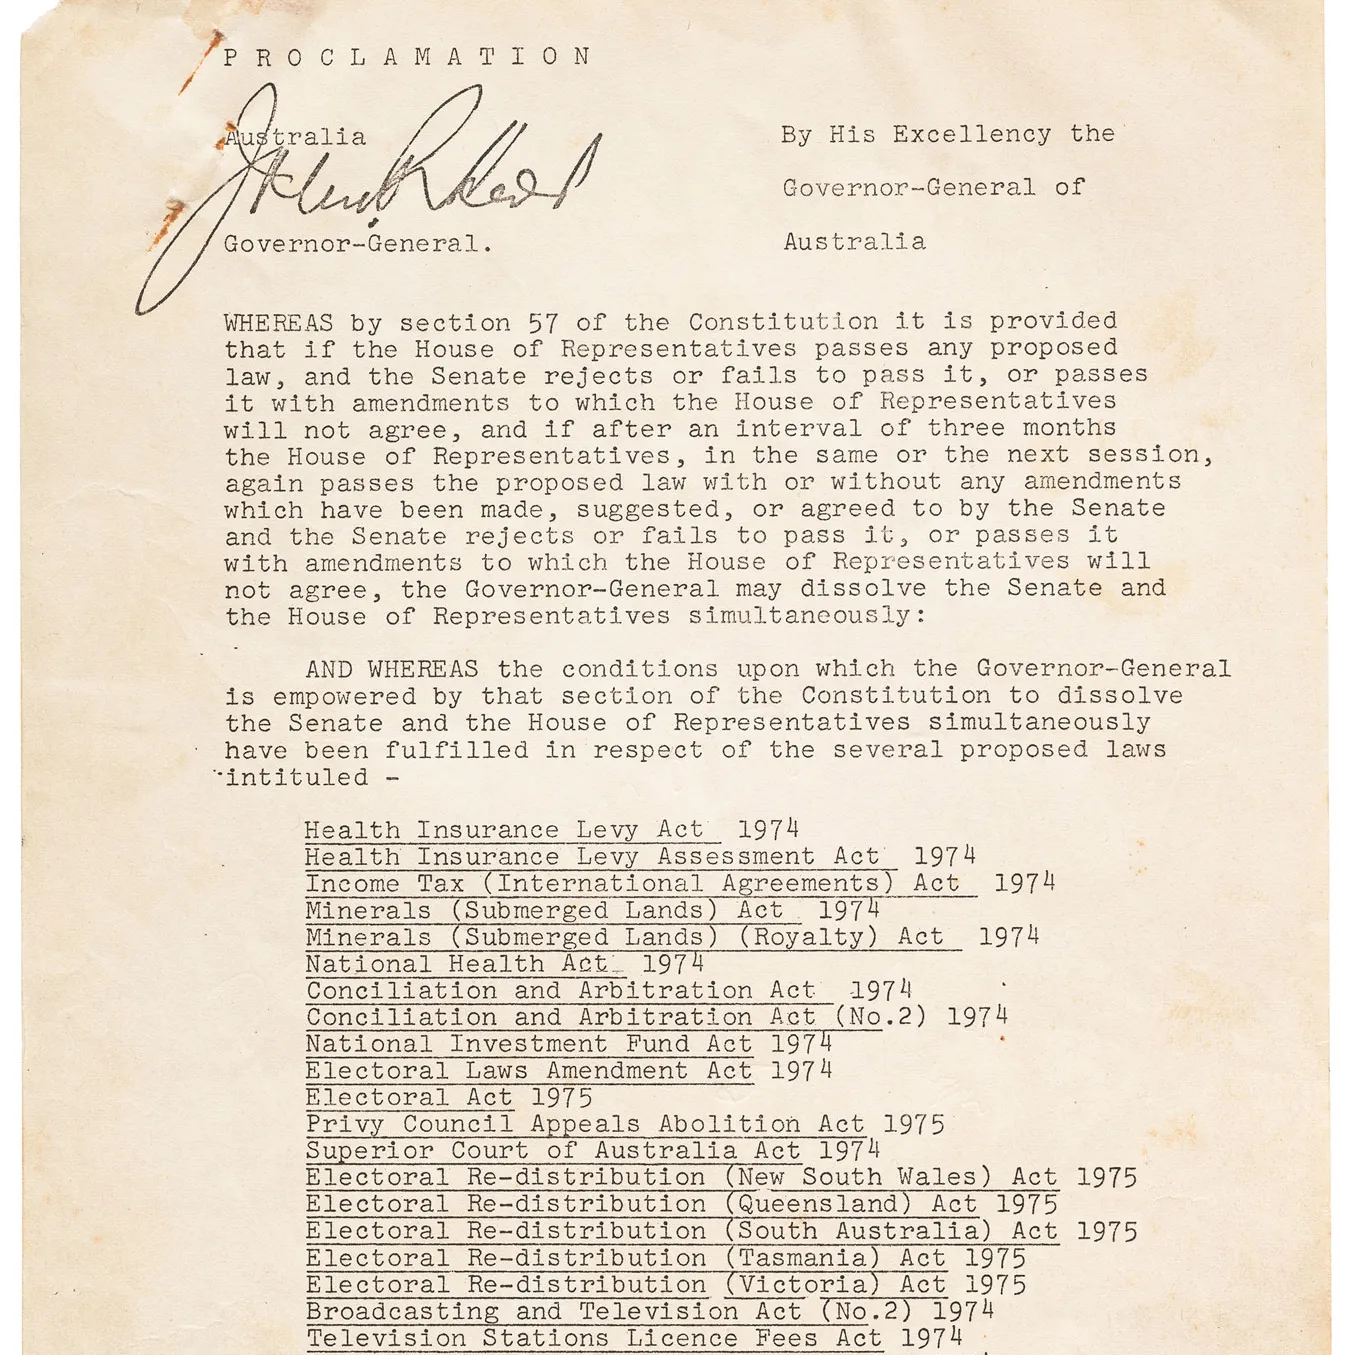 PROCLAMATION
Australia
By His Excellency the
Governor-General of
Australia
Governor-General.
WHEREAS by section 57 of the Constitution it is provided
that if the House of Representatives passes any proposed
law, and the Senate rejects or fails to pass it, or passes
it with amendments to which the House of Representatives
will not agree, and if after an interval of three months
the House of Representatives, in the same or the next session,
again passes the proposed law with or without any amendments
which have been made, suggested, or agreed to by the Senate
and the Senate rejects or fails to pass it, or passes it
with amendments to which the House of Representatives will
not agree, the Governor-General may dissolve the Senate and
the House of Representatives simultaneously:
AND WHEREAS the conditions upon which the Governor-General
is empowered by that section of the Constitution to dissolve
the Senate and the House of Representatives simultaneously
have been fulfilled in respect of the several proposed laws
intituled -
Health Insurance Levy Act 1974
Health Insurance Levy Assessment Act 1974
Income Tax (International Agreements) Act 1974
Minerals (Submerged Lands) Act 1974
Minerals (Submerged Lands) (Royalty) Act 1974
National Health Act 1974
Conciliation and Arbitration Act 1974
Conciliation and Arbitration Act (No.2) 1974
National Investment Fund Act 1974
Electoral Laws Amendment Act 1974
Electoral Act 1975
Privy Council Appeals Abolition Act 1975
Superior Court of Australia Act 1974
Electoral Re-distribution (New South Wales) Act 1975
Electoral Re-distribution (Queensland) Act 1975
Electoral Re-distribution (South Australia) Act 1975
Electoral Re-distribution (Tasmania) Act 1975
Electoral Re-distribution (Victoria) Act 1975
Broadcasting and Television Act (No.2) 1974
Television Stations Licence Fees Act 1974